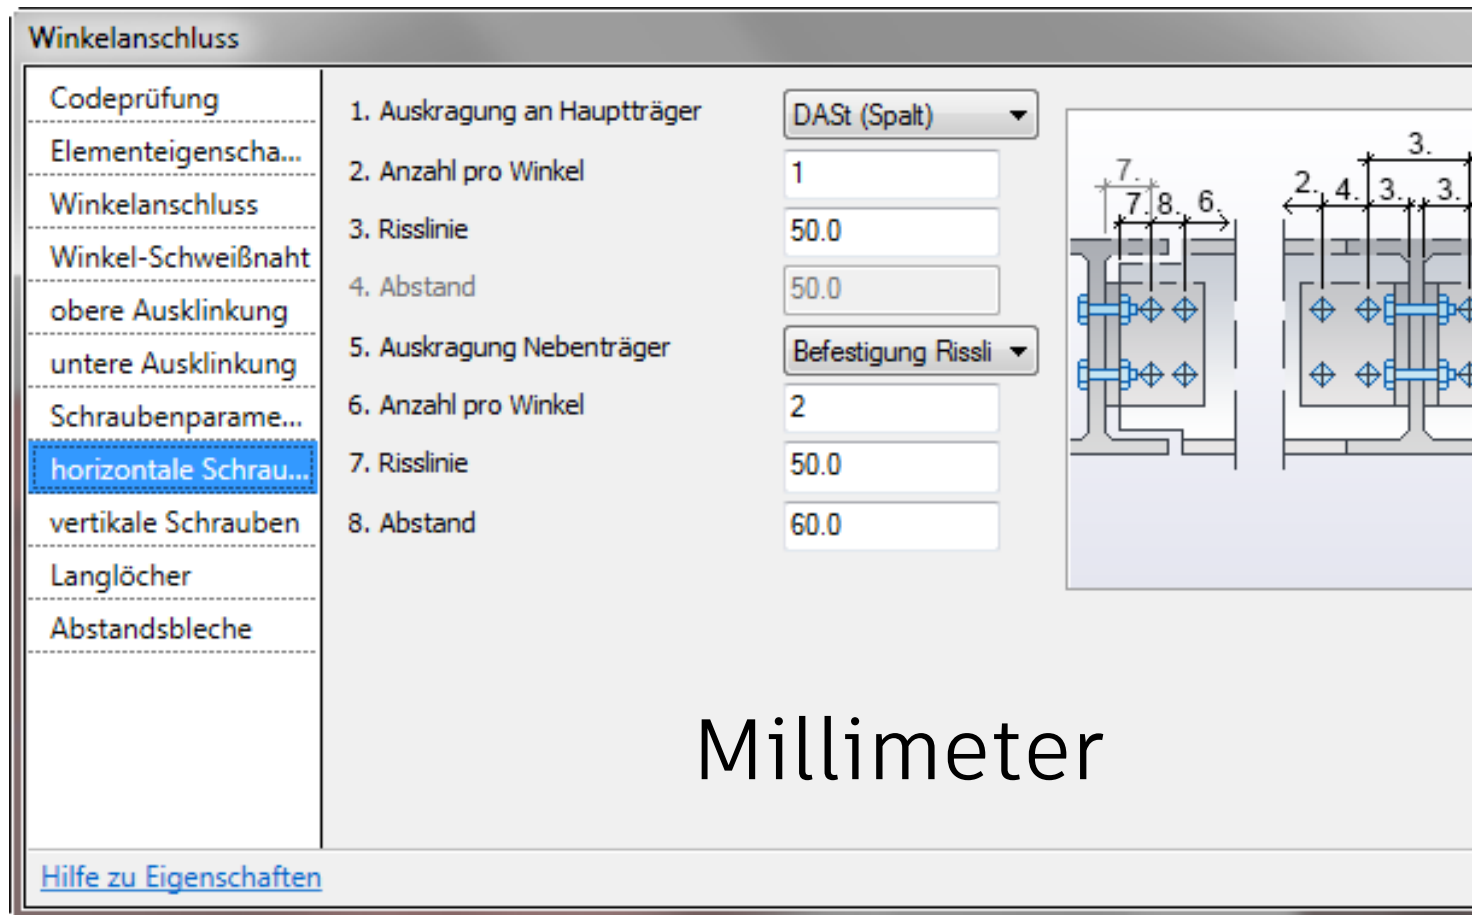 Winkelanschluss
Codeprüfung
Elementeigenscha...
Winkelanschluss
Winkel-Schweißnaht
obere Ausklinkung
untere Ausklinkung
Schraubenparame...
horizontale Schrau...
vertikale Schrauben
Langlöcher
Abstandsbleche
1. Auskragung an Hauptträger DASt (Spalt)
2. Anzahl pro Winkel 1
3. Risslinie 50.0
4. Abstand 50.0
5. Auskragung Nebenträger Befestigung Rissli
6. Anzahl pro Winkel 2
7. Risslinie 50.0
8. Abstand 60.0
3.
7.
2. 4. 3. 3.
7. 8. 6.
Millimeter
Hilfe zu Eigenschaften